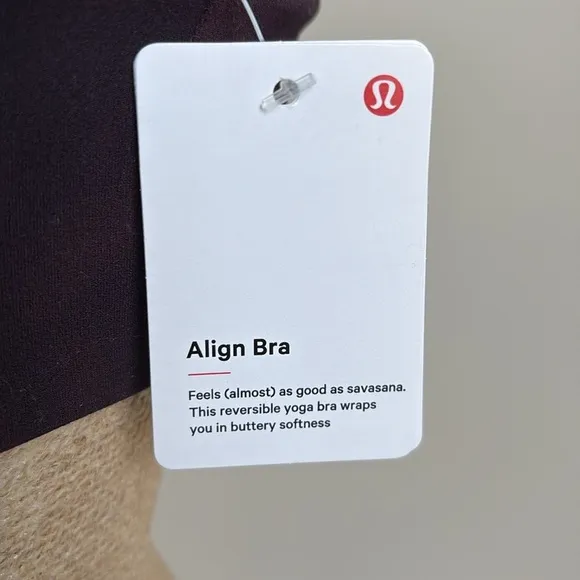 Align Bra
Feels (almost) as good as savasana.
This reversible yoga bra wraps
you in buttery softness